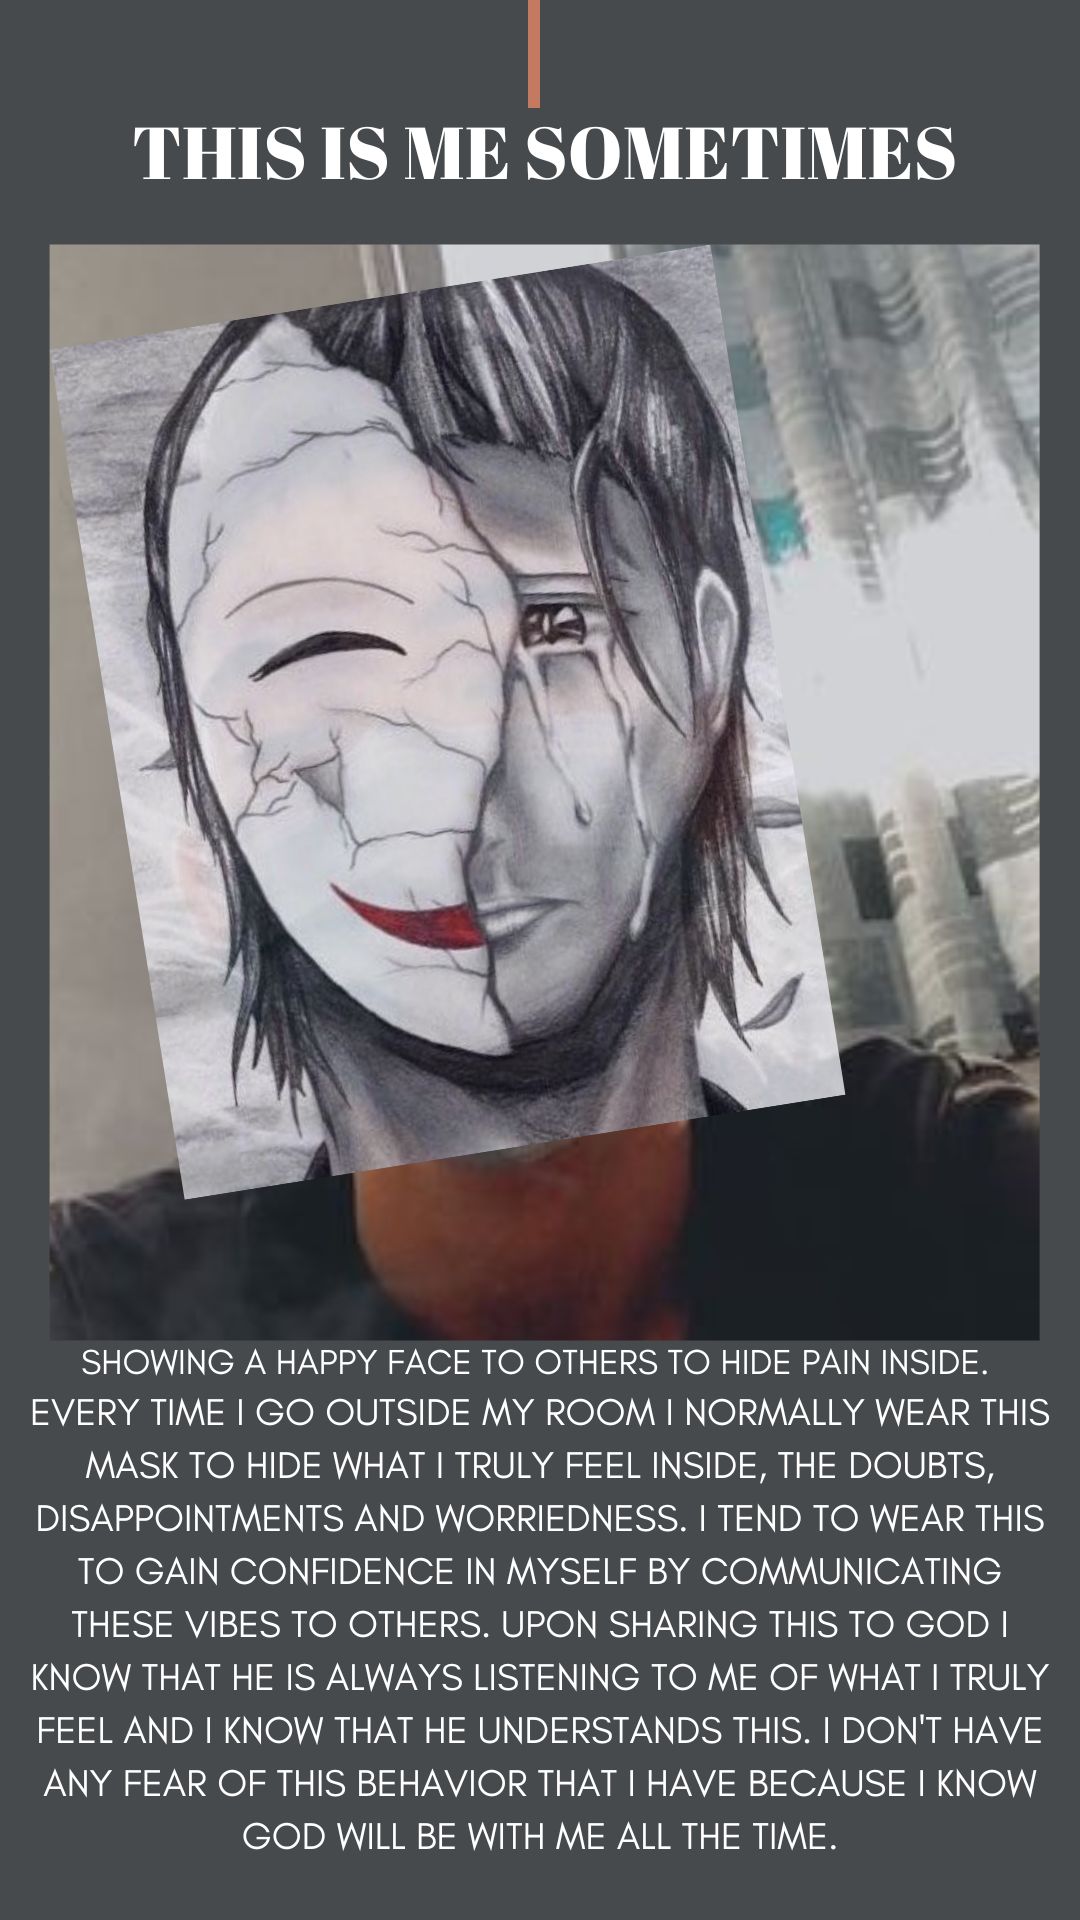 THIS IS ME SOMETIMES
SHOWING A HAPPY FACE TO OTHERS TO HIDE PAIN INSIDE.
EVERY TIME I GO OUTSIDE MY ROOM I NORMALLY WEAR THIS
MASK TO HIDE WHAT I TRULY FEEL INSIDE, THE DOUBTS,
DISAPPOINTMENTS AND WORRIEDNESS. I TEND TO WEAR THIS
TO GAIN CONFIDENCE IN MYSELF BY COMMUNICATING
THESE VIBES TO OTHERS. UPON SHARING THIS TO GOD I
KNOW THAT HE IS ALWAYS LISTENING TO ME OF WHAT I TRULY
FEEL AND I KNOW THAT HE UNDERSTANDS THIS. I DON'T HAVE
ANY FEAR OF THIS BEHAVIOR THAT I HAVE BECAUSE I KNOW
GOD WILL BE WITH ME ALL THE TIME.